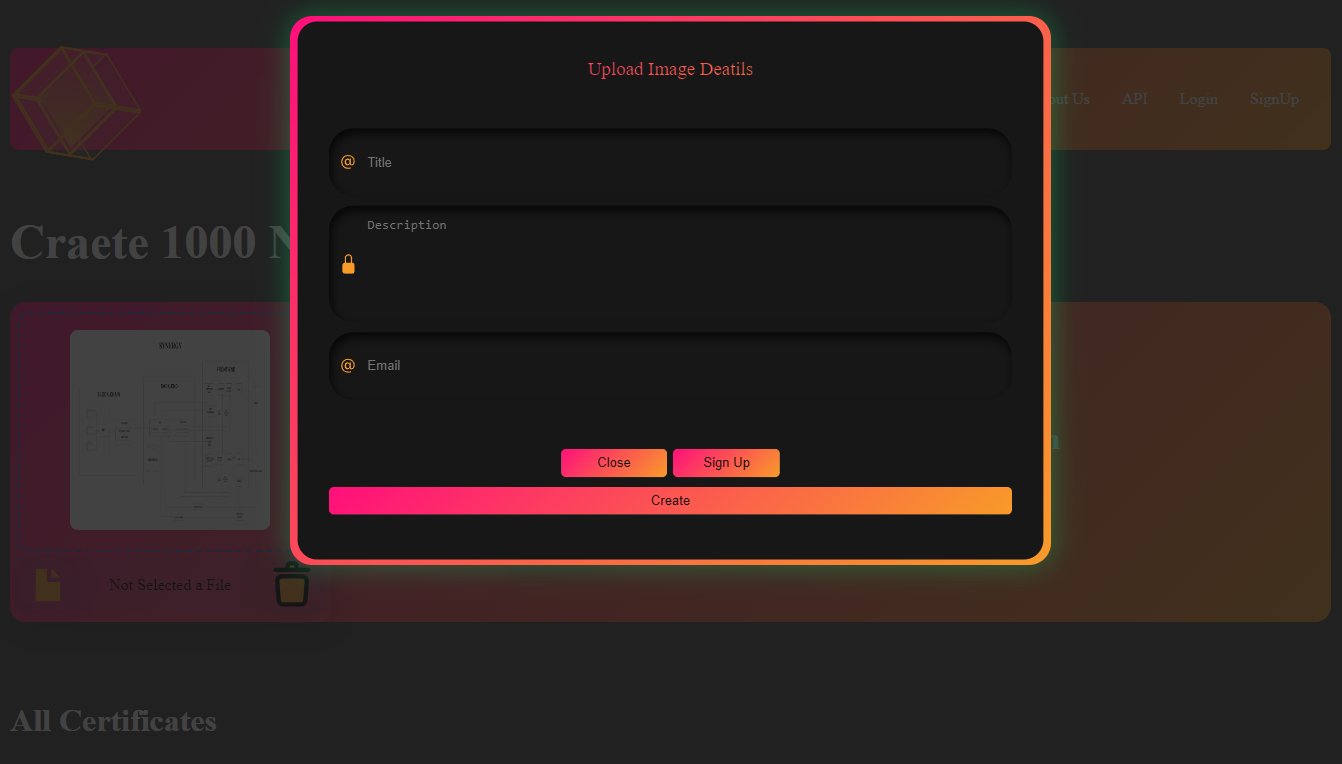 Upload Image Deatils
out Us API Login SignUp
@ Title
Craete 1000 N
Description
@ Email
SYNERGY
Close Sign Up
Create
Not Selected a File
All Certificates